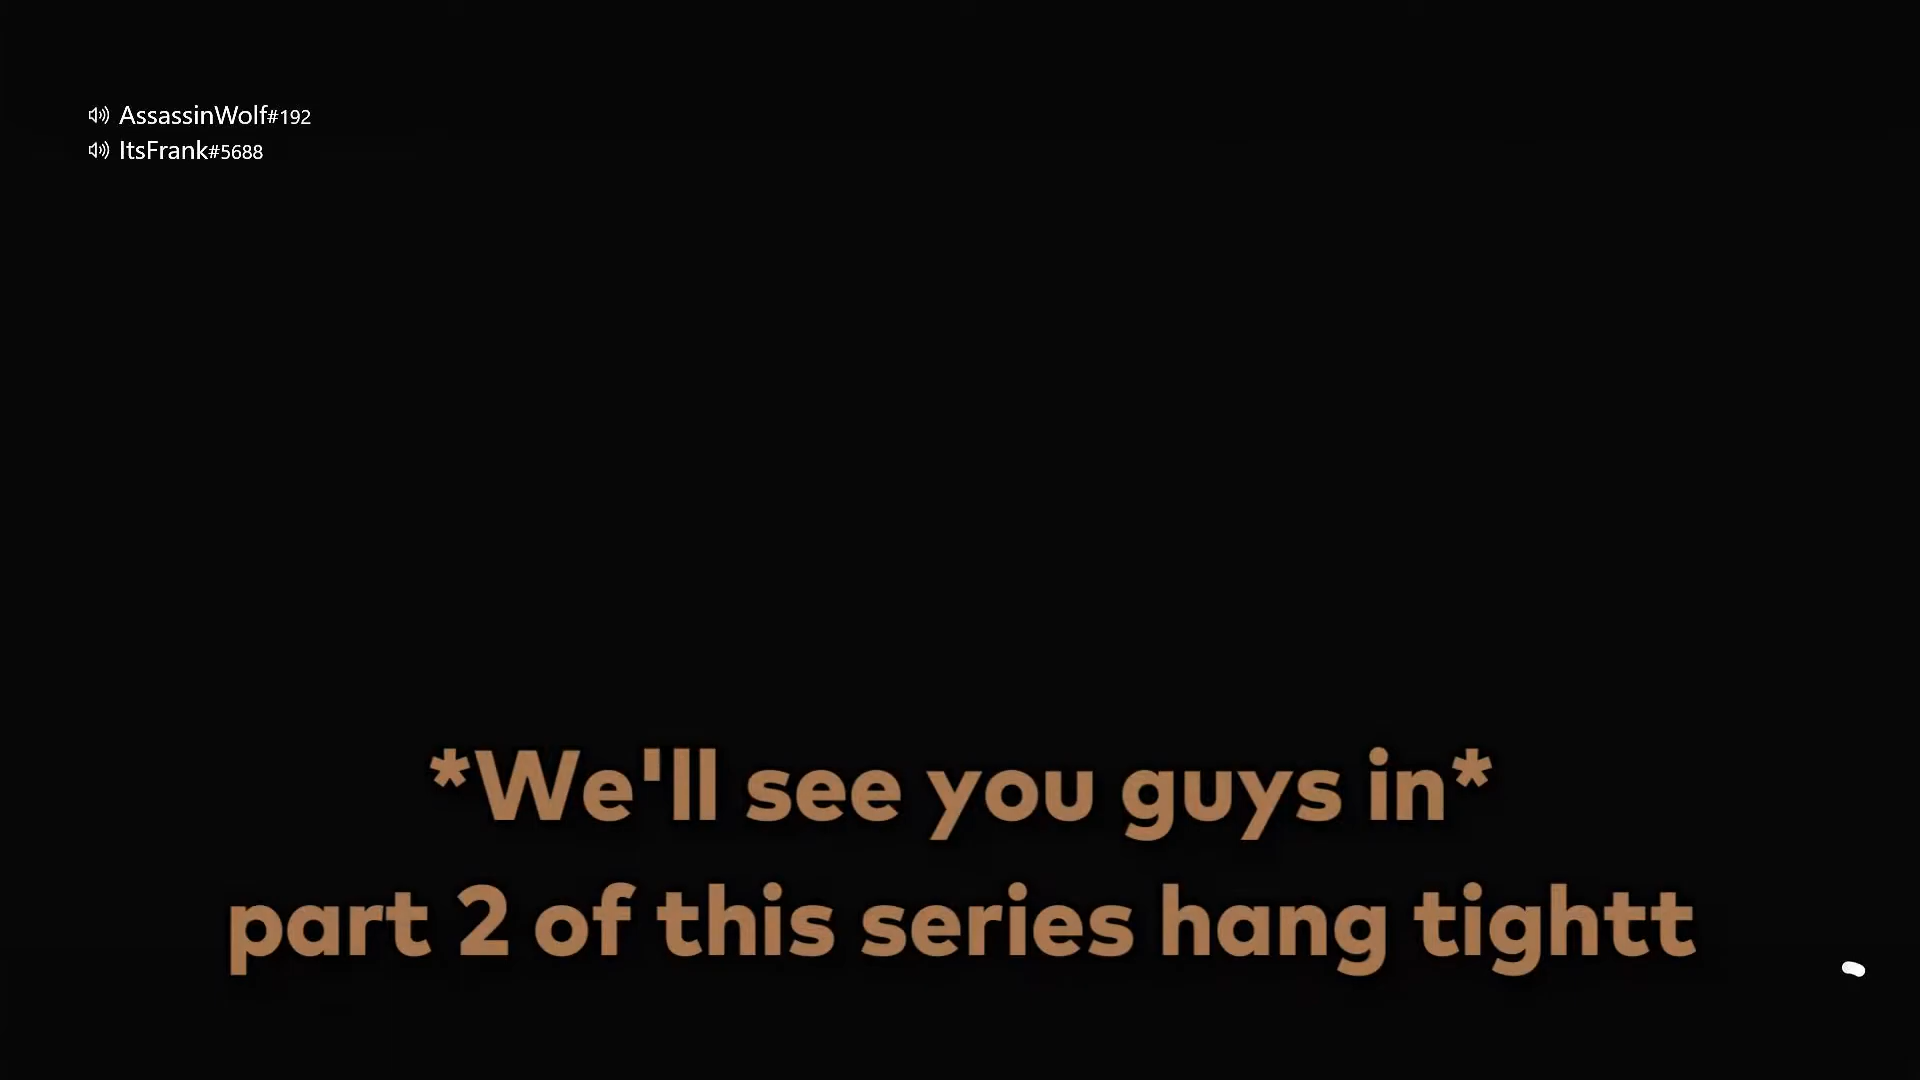 AssassinWolf#192
ItsFrank#5688
*We'll see you guys in*
part 2 of this series hang tightt